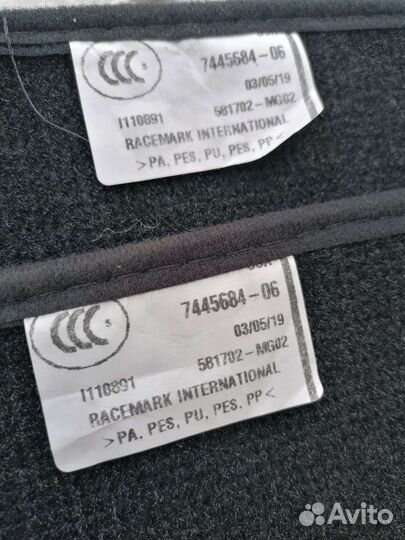 CCC S
7445684-06
03/05/19
I110891 581702-MG02
RACEMARK INTERNATIONAL
>PA, PES, PU, PES, PP<
7445684-06
CCC S
03/05/19
I110891 581702-MG02
RACEMARK INTERNATIONAL
>PA, PES, PU, PES, PP<
Avito